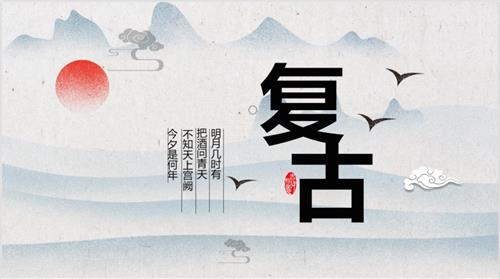 复古
明月几时有
把酒问青天
不知天上宫阙
今夕是何年